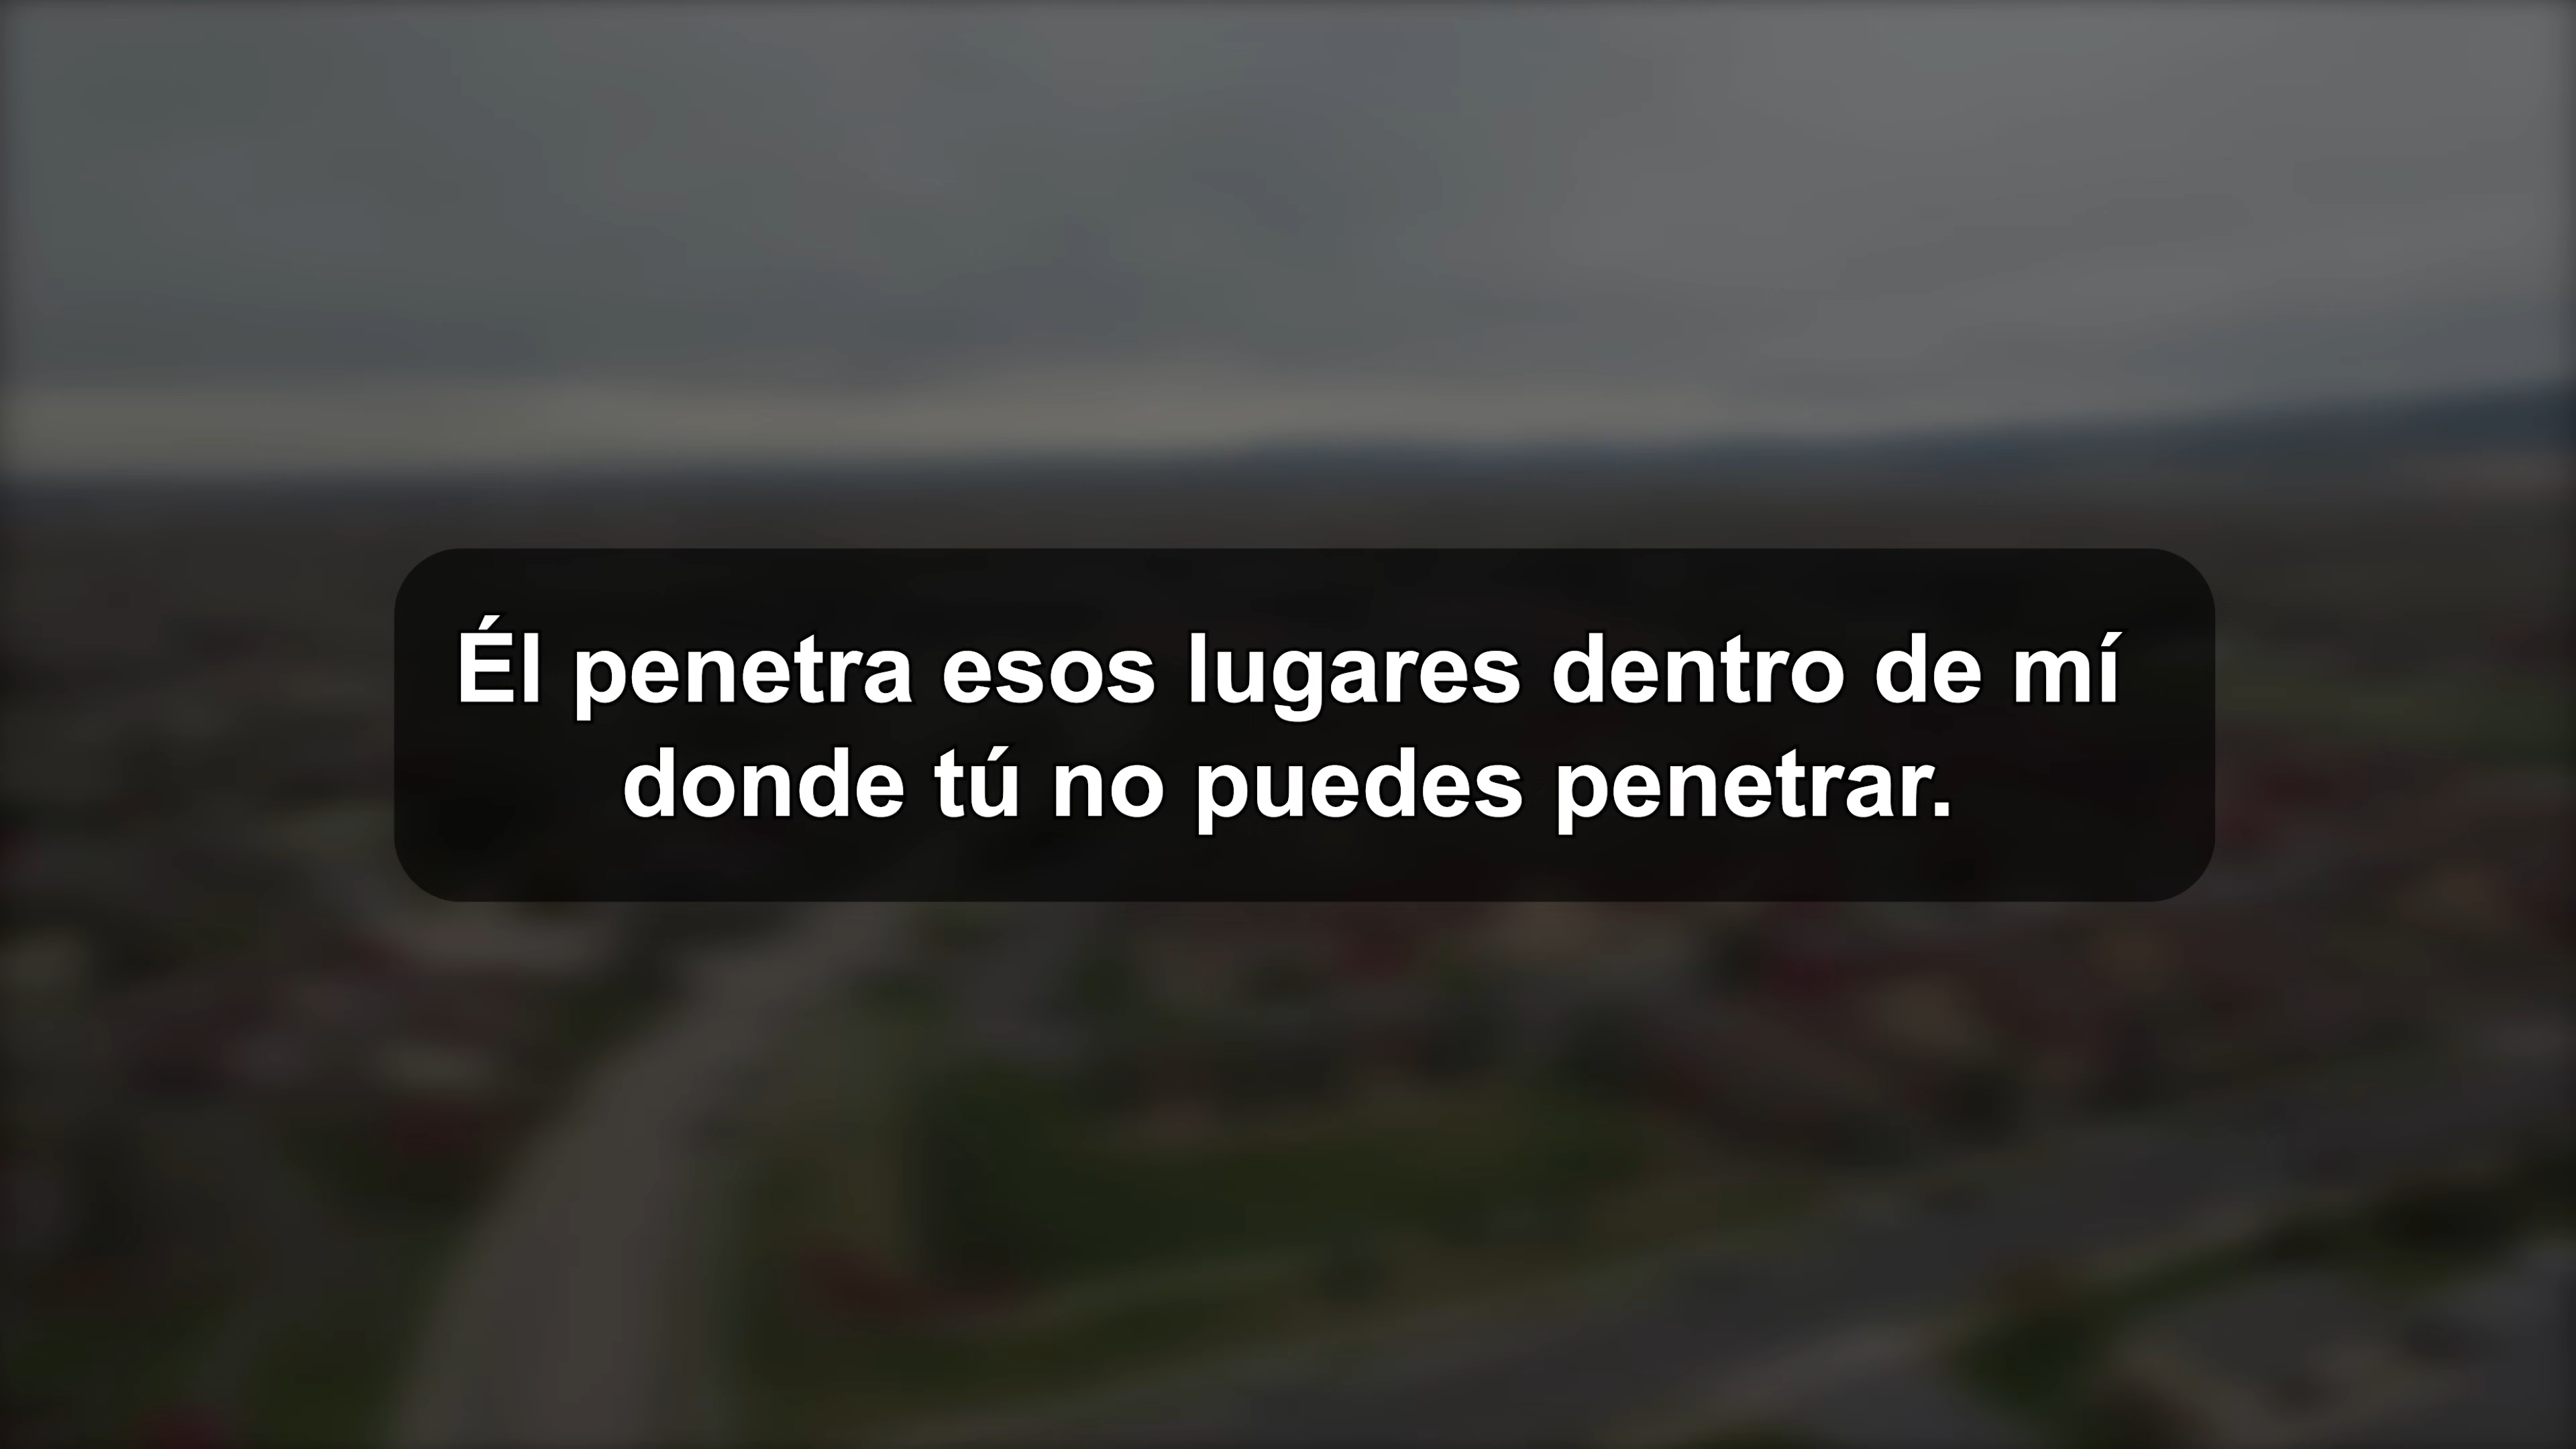 Él penetra esos lugares dentro de mí
donde tú no puedes penetrar.